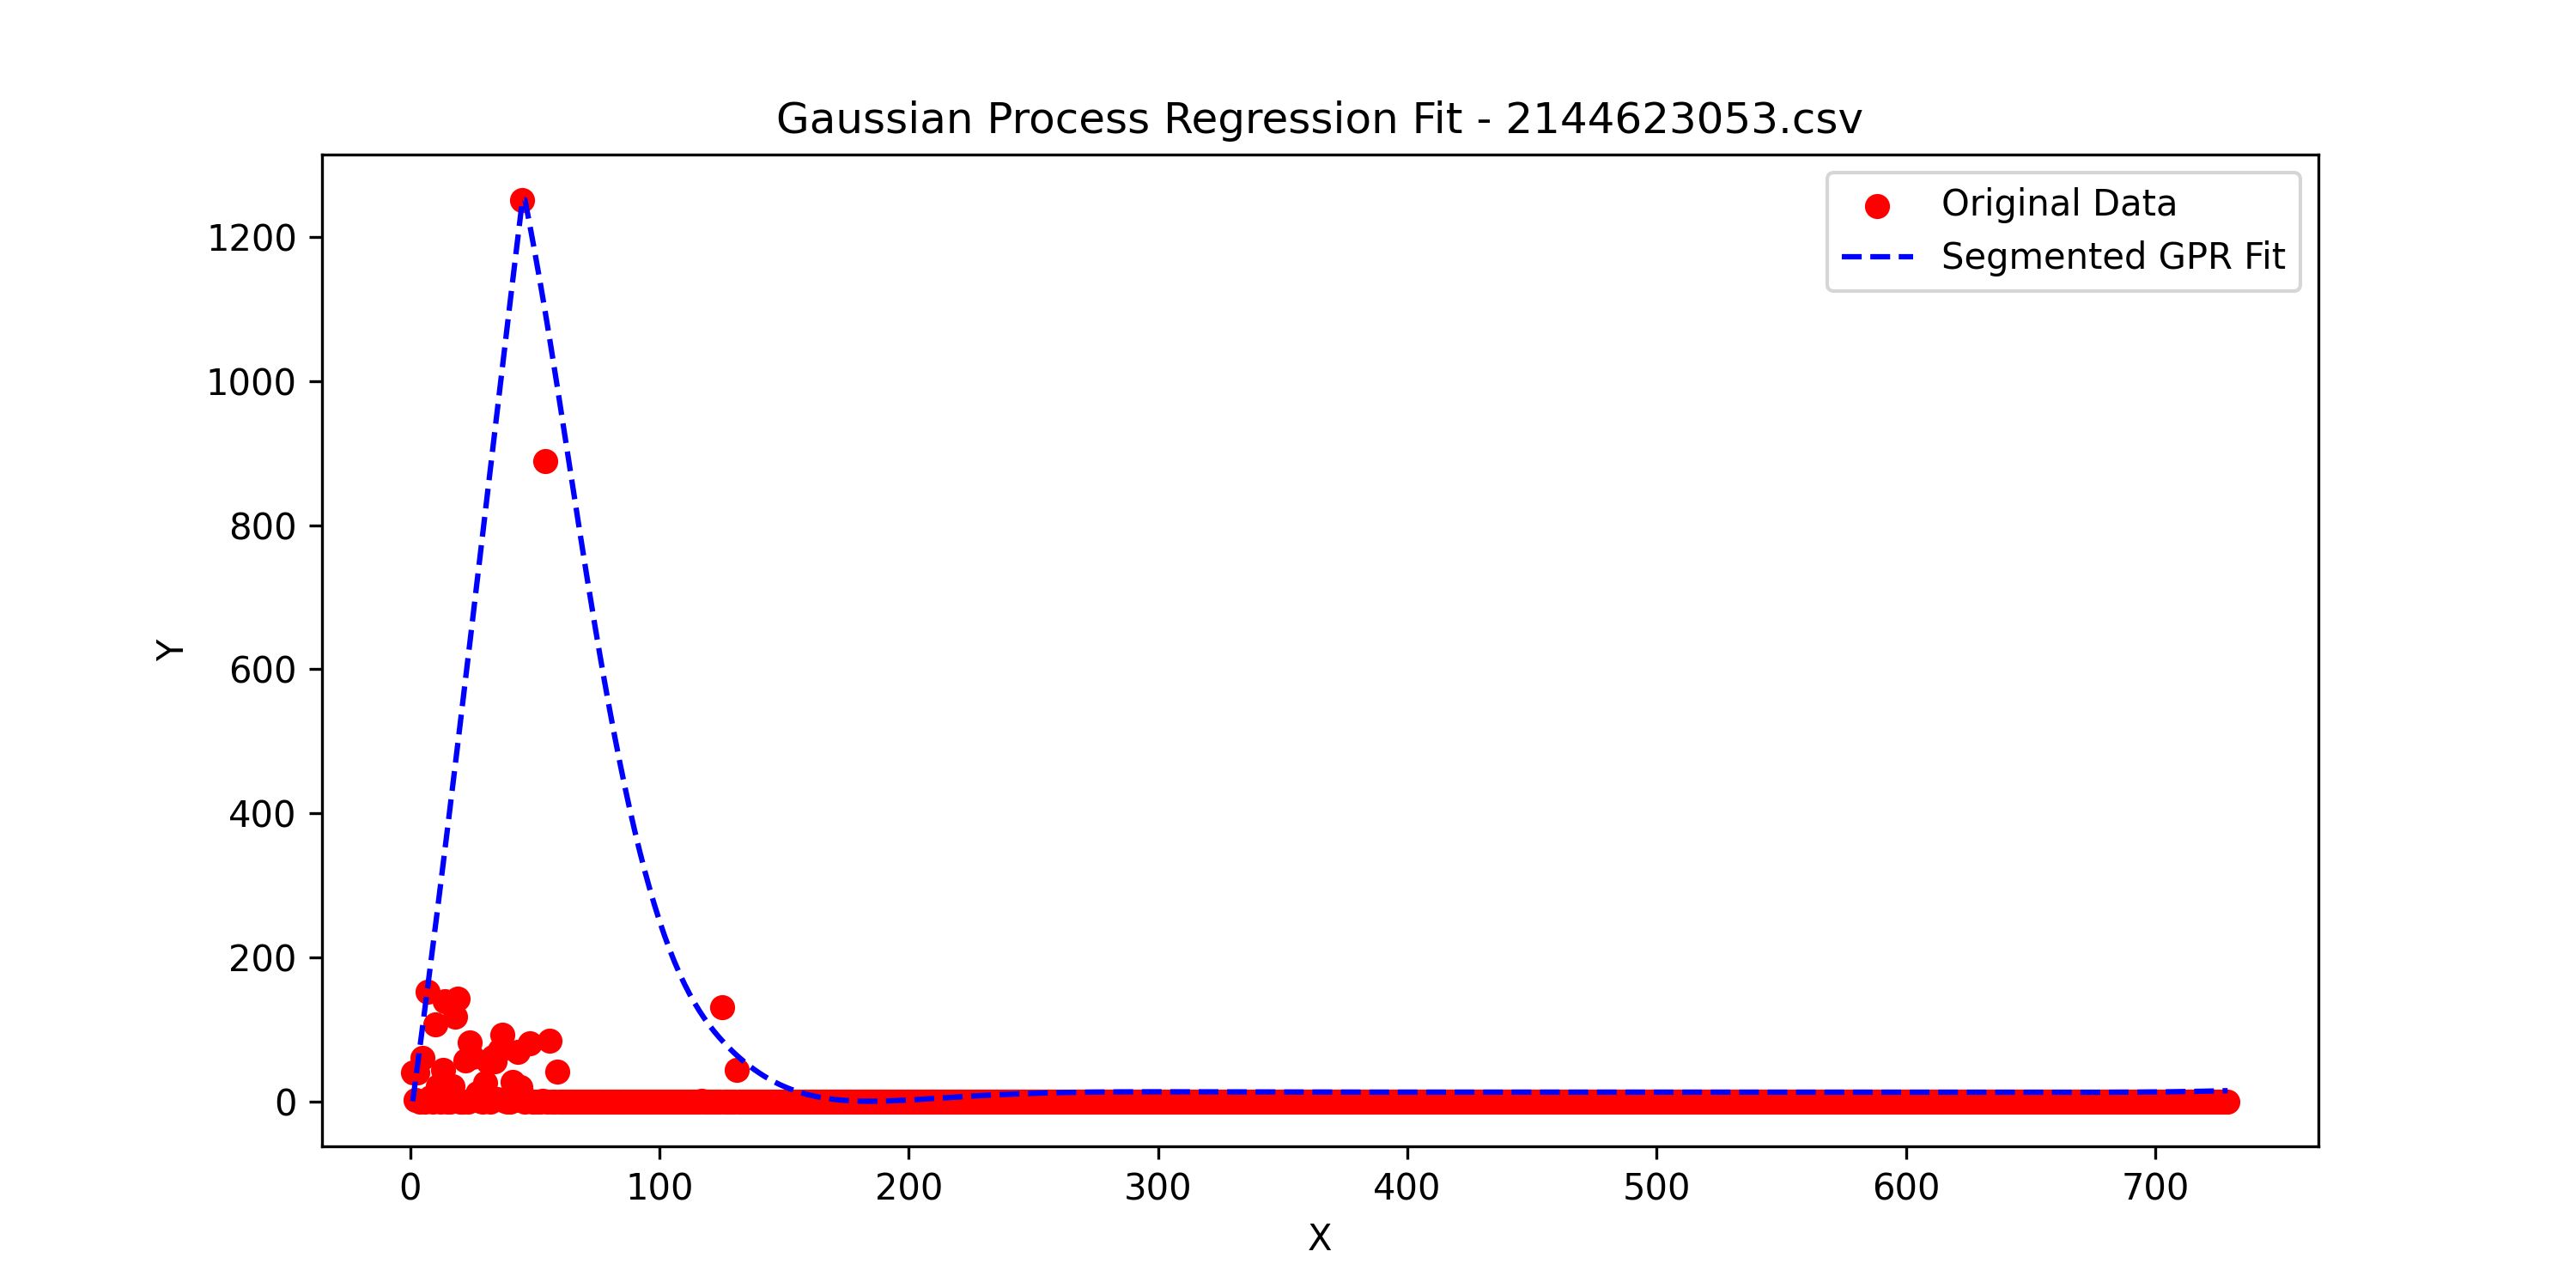 Gaussian Process Regression Fit - 2144623053.csv
Original Data
Segmented GPR Fit
1200
1000
800
600
400
200
0
Y
0 100 200 300 400 500 600 700
X